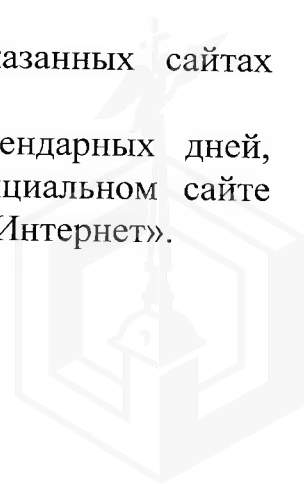 казанных сайтах
ендарных дней,
циальном сайте
Интернет».